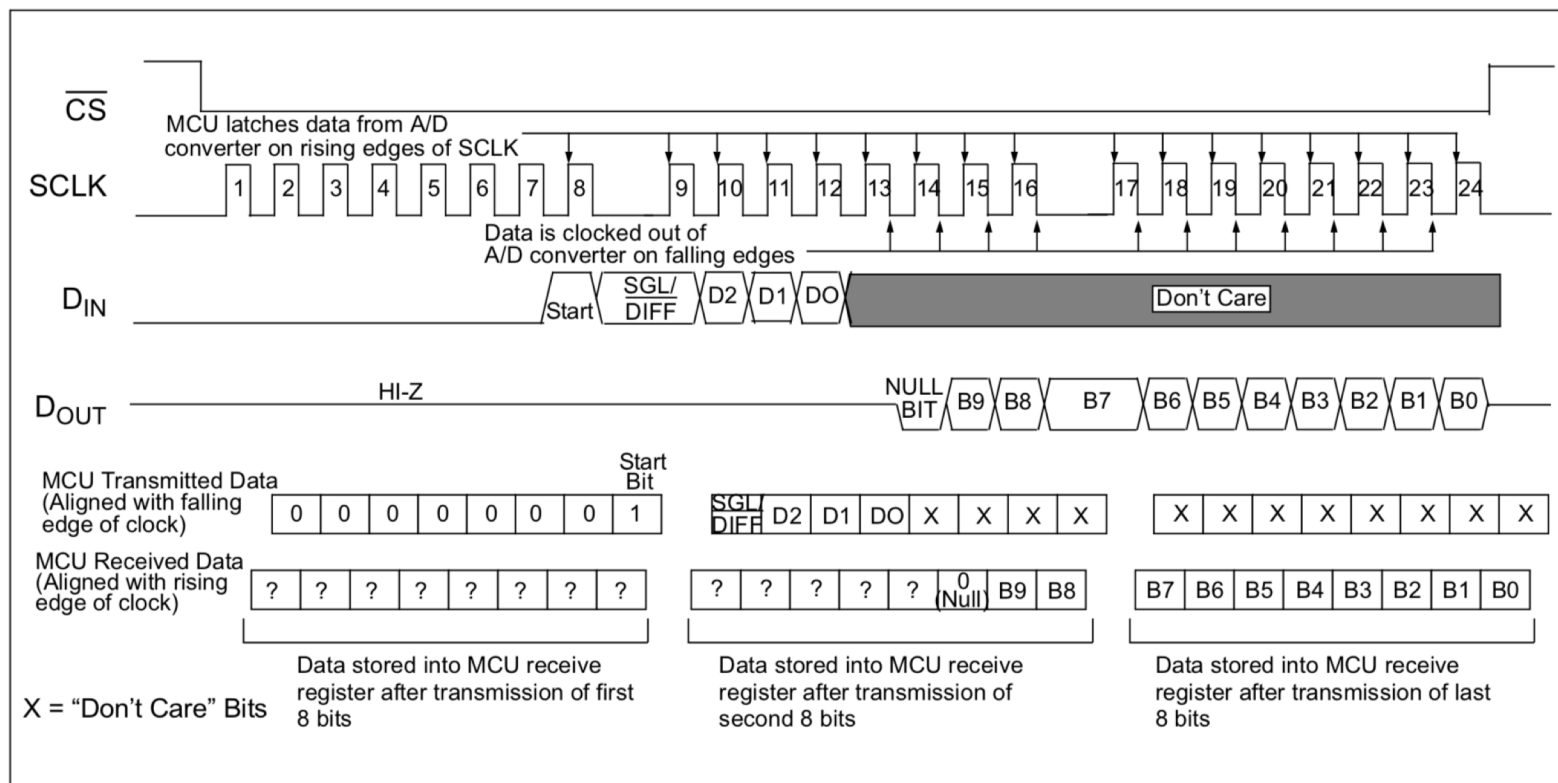 CS
MCU latches data from A/D
converter on rising edges of SCLK
SCLK
1 2 3 4 5 6 7 8 9 10 11 12 13 14 15 16 17 18 19 20 21 22 23 24
Data is clocked out of
A/D converter on falling edges
DIN
Start
SGL/
DIFF
D2 D1 DO
Don't Care
DOUT
HI-Z
NULL
BIT
B9 B8 B7 B6 B5 B4 B3 B2 B1 B0
MCU Transmitted Data
(Aligned with falling
edge of clock)
Start
Bit
0 0 0 0 0 0 0 1
SGL/
DIFF
D2 D1 DO X X X X
X X X X X X X X
MCU Received Data
(Aligned with rising
edge of clock)
? ? ? ? ? ? ? ?
? ? ? ? ? 0
(Null)
B9 B8
B7 B6 B5 B4 B3 B2 B1 B0
Data stored into MCU receive
register after transmission of first
8 bits
Data stored into MCU receive
register after transmission of
second 8 bits
Data stored into MCU receive
register after transmission of last
8 bits
X = “Don’t Care” Bits